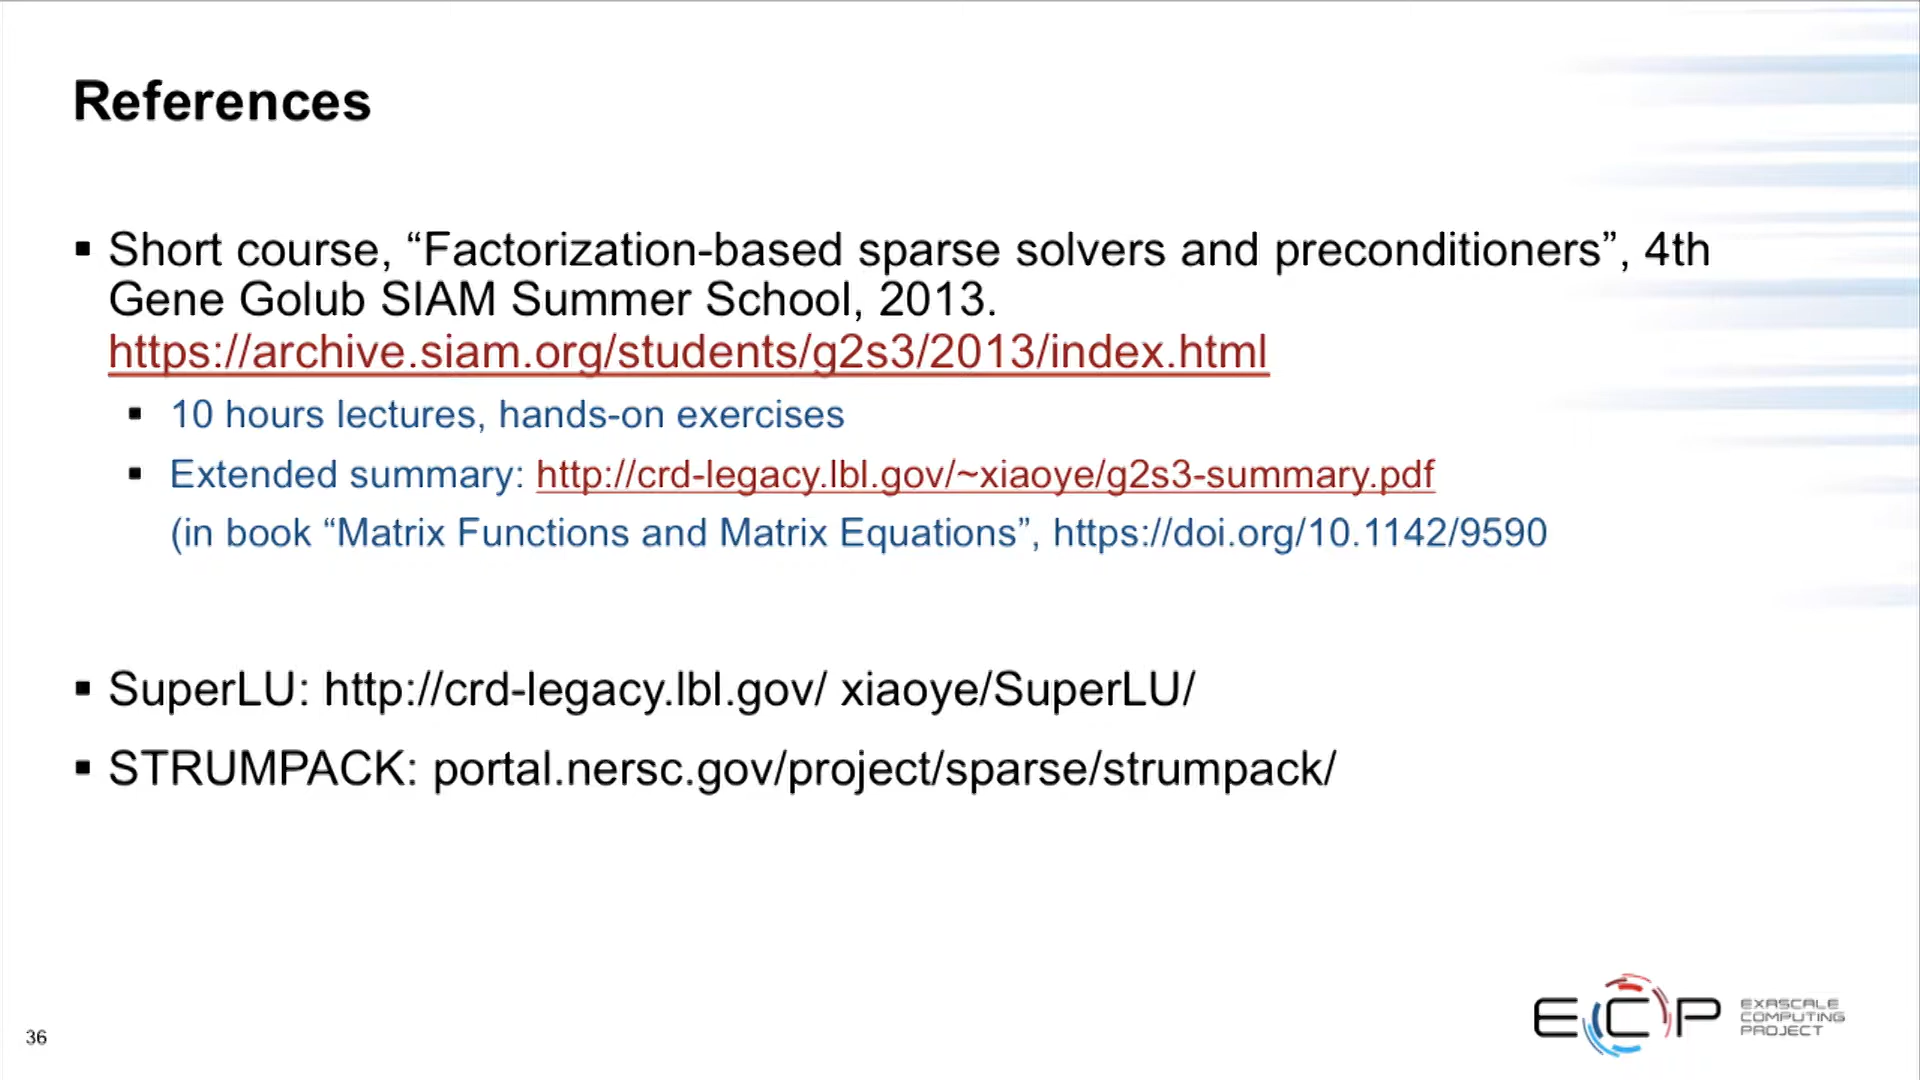 References
▪ Short course, “Factorization-based sparse solvers and preconditioners”, 4th
Gene Golub SIAM Summer School, 2013.
https://archive.siam.org/students/g2s3/2013/index.html
▪ 10 hours lectures, hands-on exercises
▪ Extended summary: http://crd-legacy.lbl.gov/~xiaoye/g2s3-summary.pdf
(in book “Matrix Functions and Matrix Equations”, https://doi.org/10.1142/9590
▪ SuperLU: http://crd-legacy.lbl.gov/ xiaoye/SuperLU/
▪ STRUMPACK: portal.nersc.gov/project/sparse/strumpack/
36
ECP
EXASCALE
COMPUTING
PROJECT